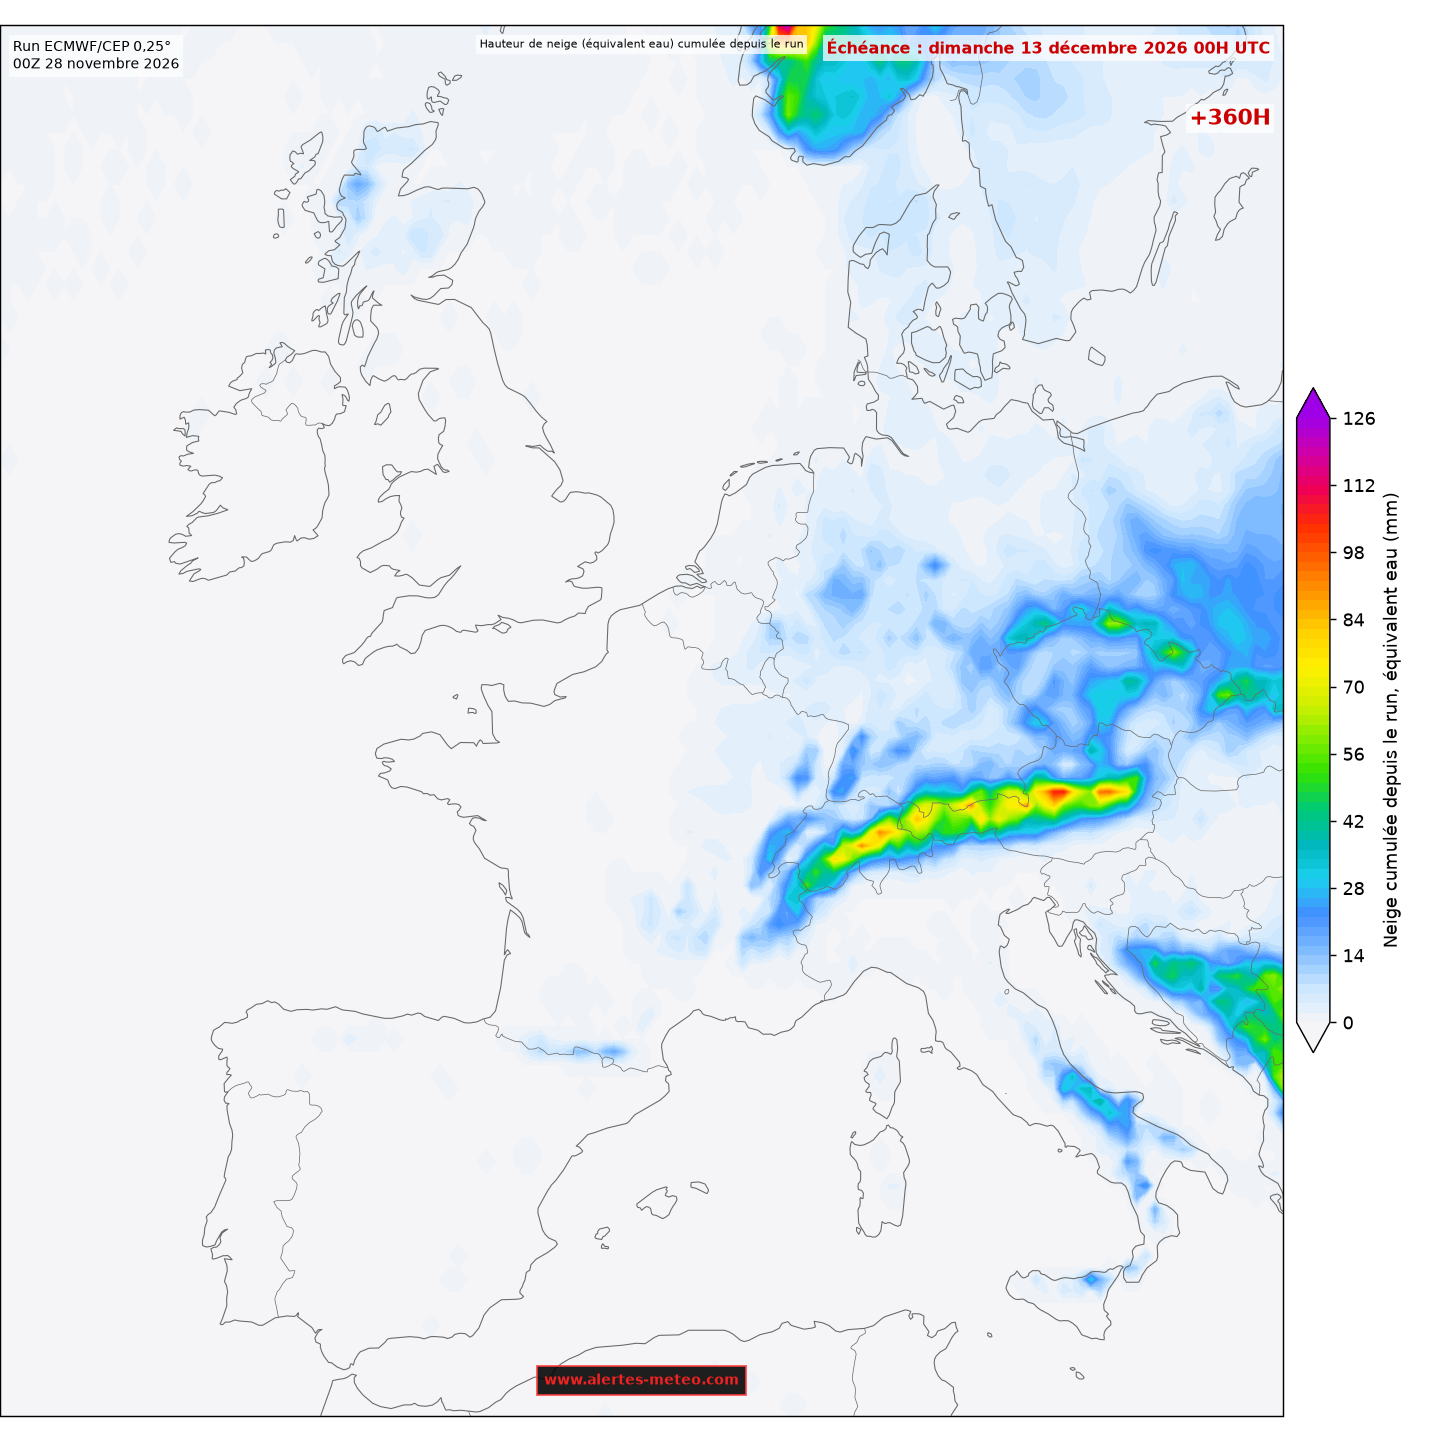 Run ECMWF/CEP 0,25°
00Z 28 novembre 2026
Hauteur de neige (équivalent eau) cumulée depuis le run
Échéance : dimanche 13 décembre 2026 00H UTC
+360H
126
112
98
84
70
56
42
28
14
0
Neige cumulée depuis le run, équivalent eau (mm)
www.alertes-meteo.com